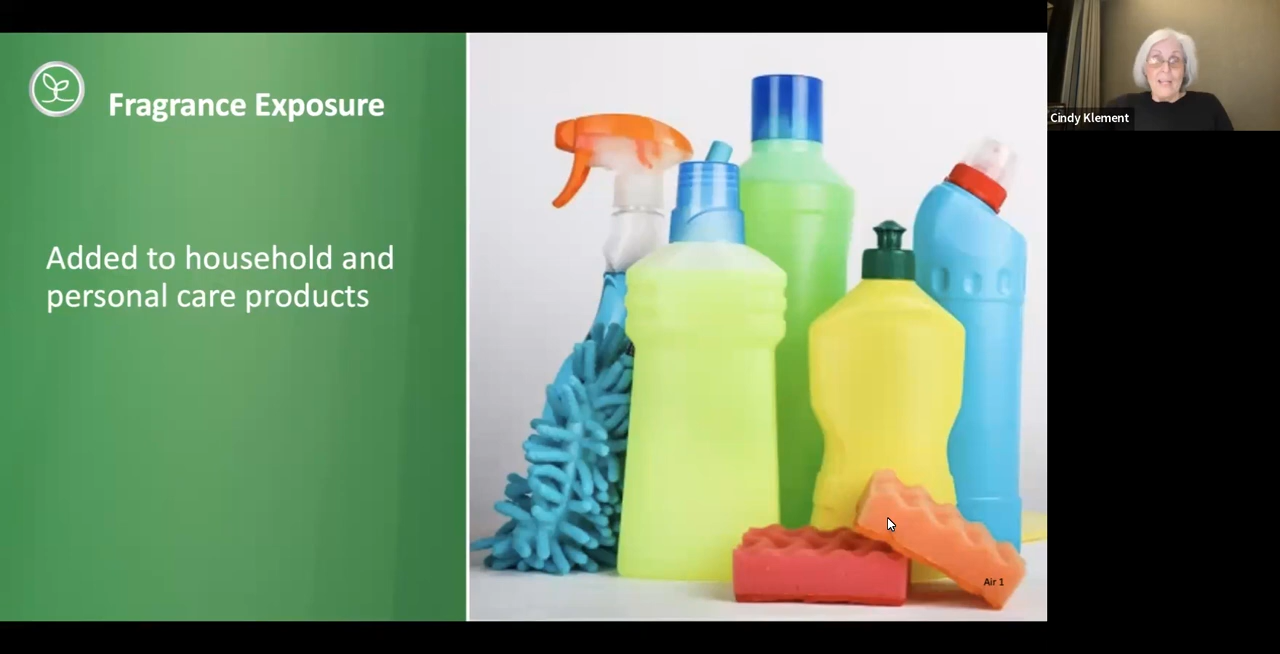 Fragrance Exposure
Added to household and
personal care products
Air 1
Cindy Klement